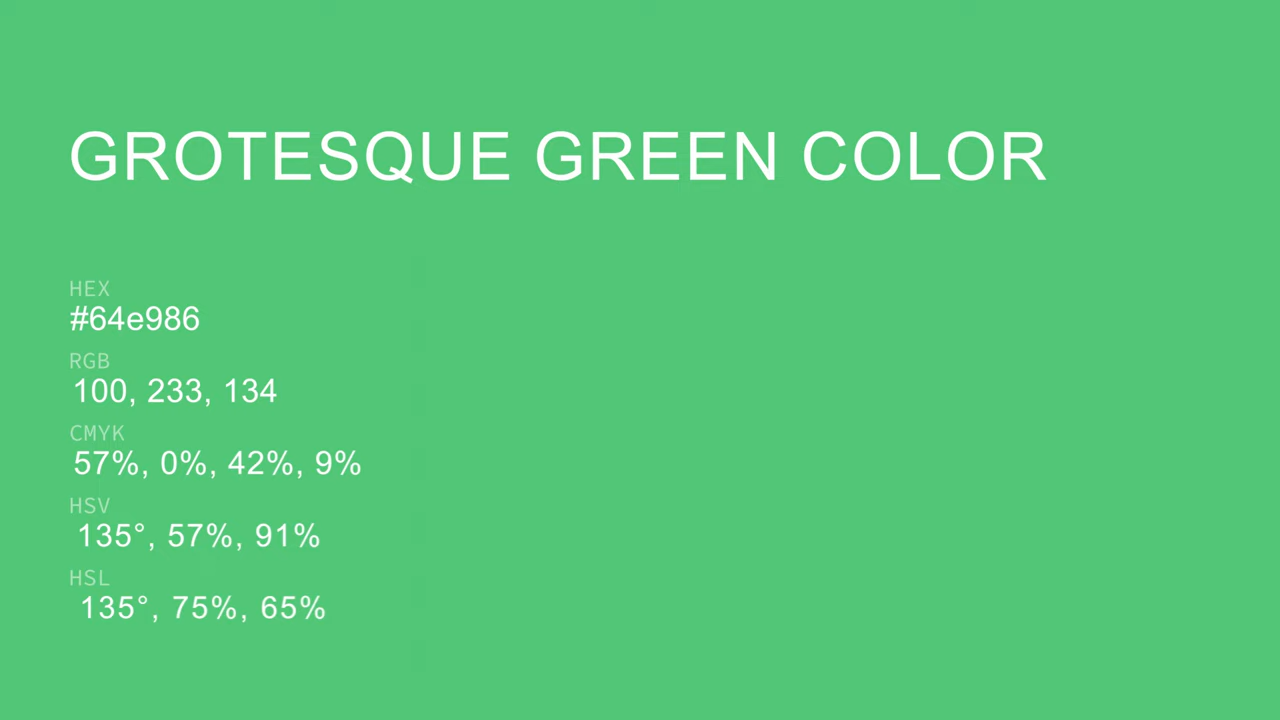 GROTESQUE GREEN COLOR
HEX
#64e986
RGB
100, 233, 134
CMYK
57%, 0%, 42%, 9%
HSV
135°, 57%, 91%
HSL
135°, 75%, 65%